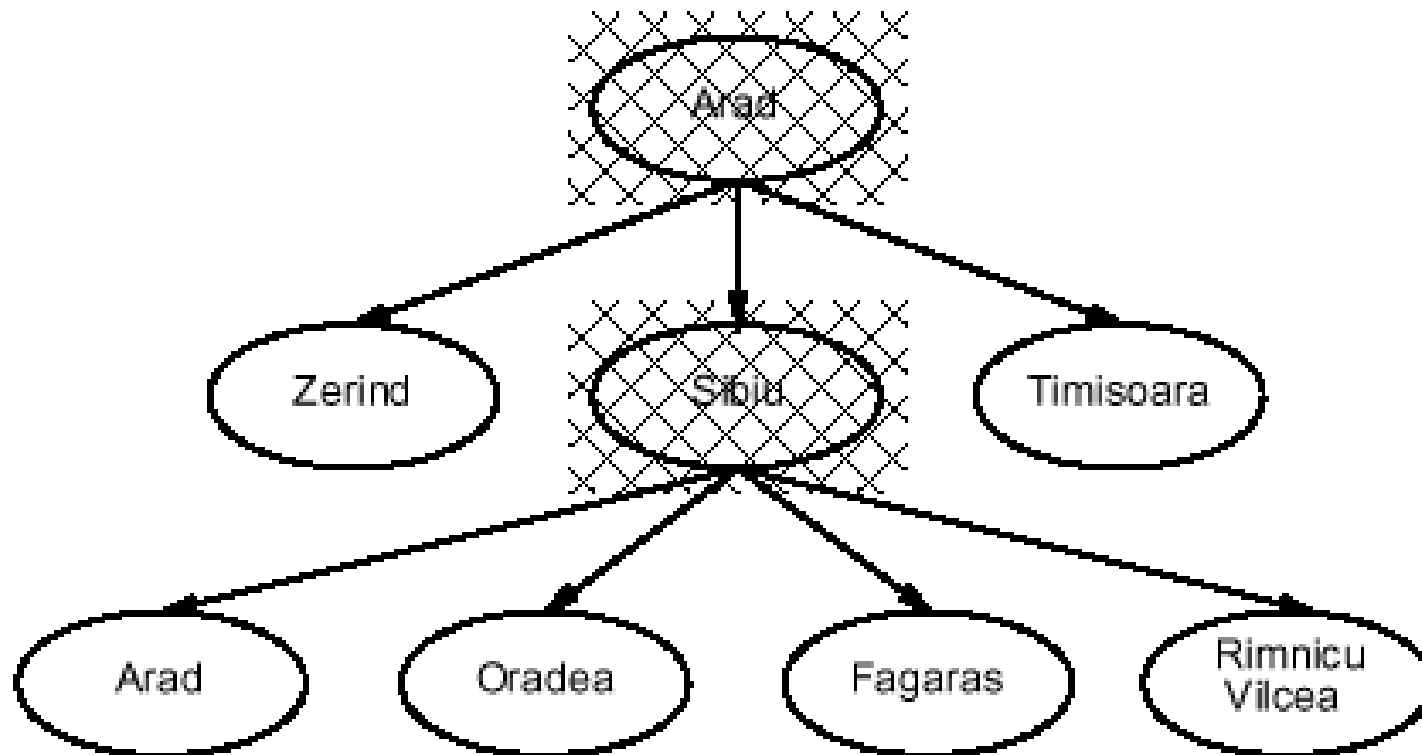 Arad
Zerind
Sibiu
Timisoara
Arad
Oradea
Fagaras
Rimnicu
Vilcea